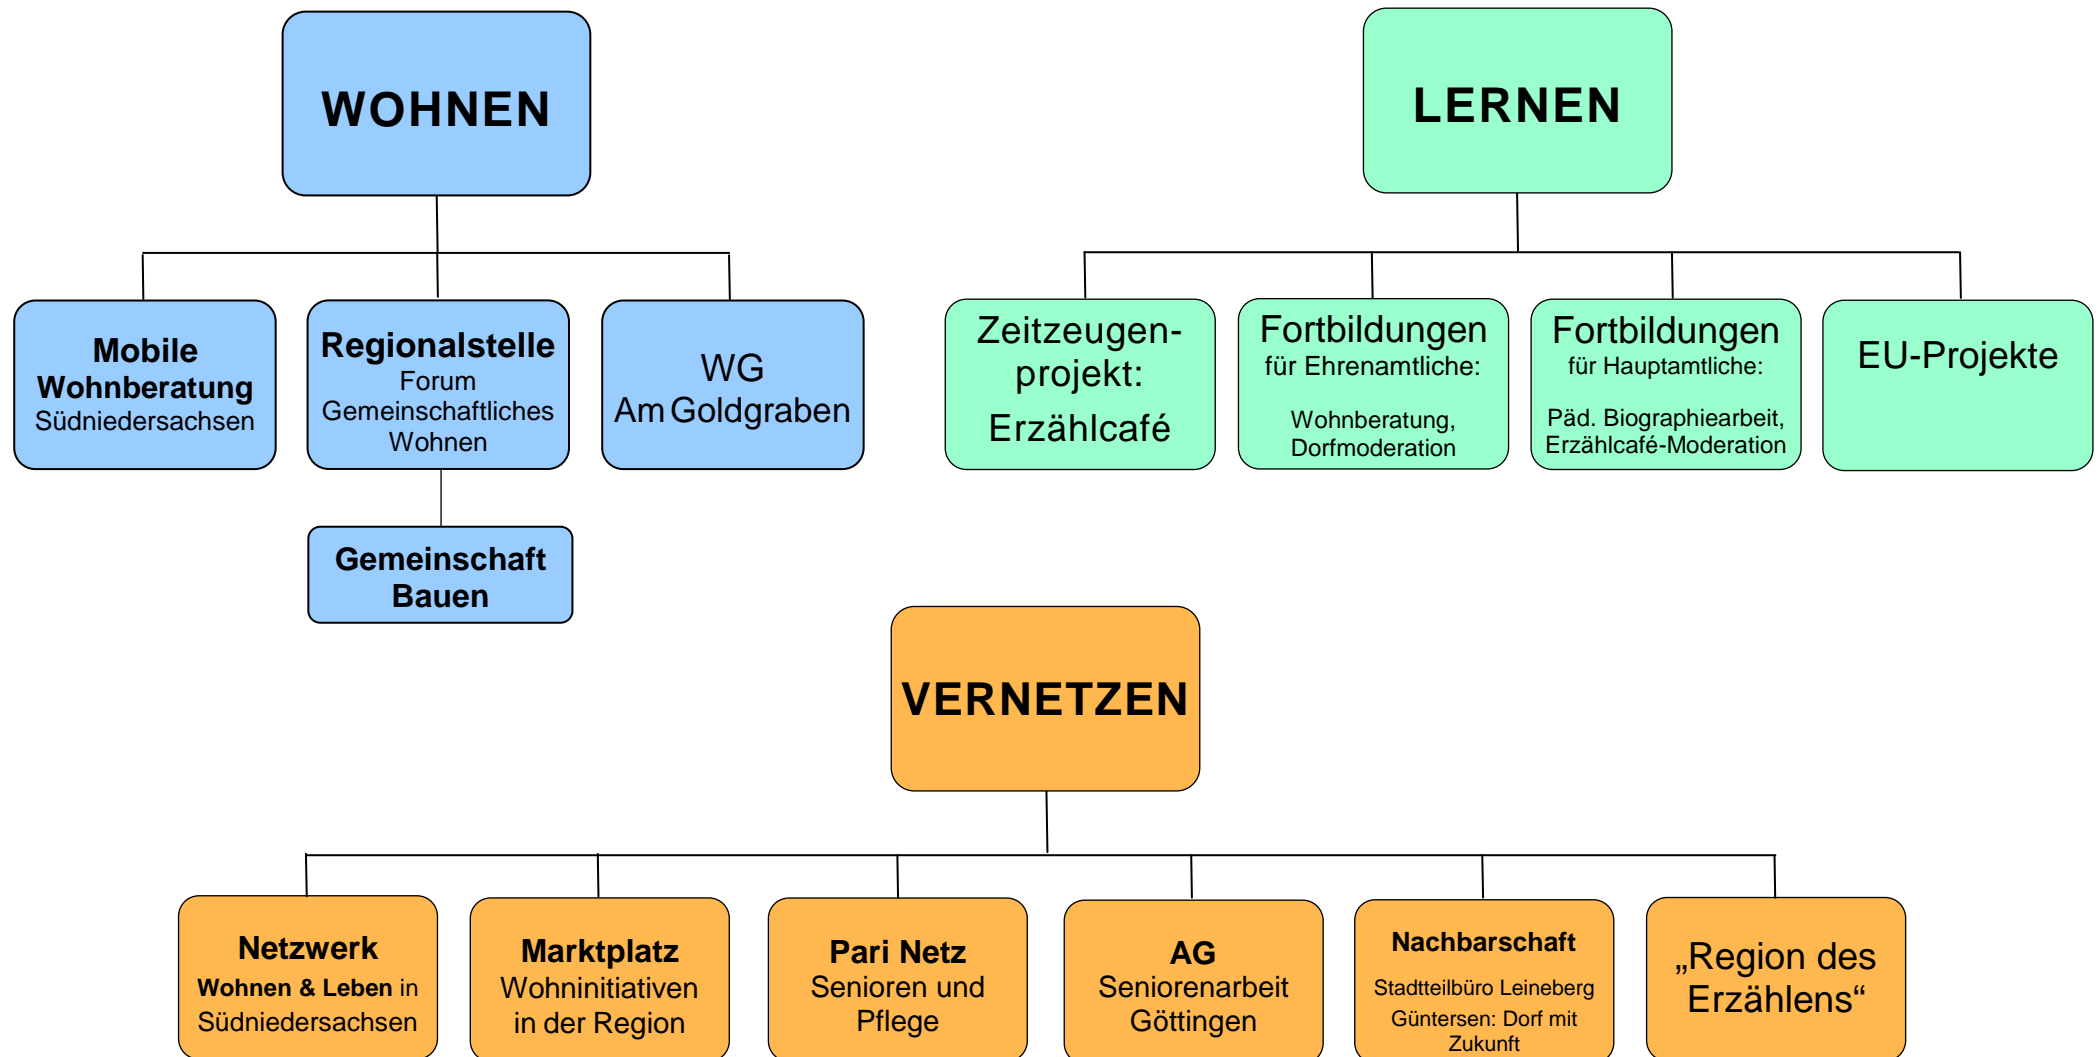 WOHNEN
Mobile
Wohnberatung
Südniedersachsen
Regionalstelle
Forum
Gemeinschaftliches
Wohnen
WG
Am Goldgraben
Gemeinschaft
Bauen
LERNEN
Zeitzeugen-
projekt:
Erzählcafé
Fortbildungen
für Ehrenamtliche:
Wohnberatung,
Dorfmoderation
Fortbildungen
für Hauptamtliche:
Päd. Biographiearbeit,
Erzählcafé-Moderation
EU-Projekte
VERNETZEN
Netzwerk
Wohnen & Leben in
Südniedersachsen
Marktplatz
Wohninitiativen
in der Region
Pari Netz
Senioren und
Pflege
AG
Seniorenarbeit
Göttingen
Nachbarschaft
Stadtteilbüro Leineberg
Güntersen: Dorf mit
Zukunft
„Region des
Erzählens“